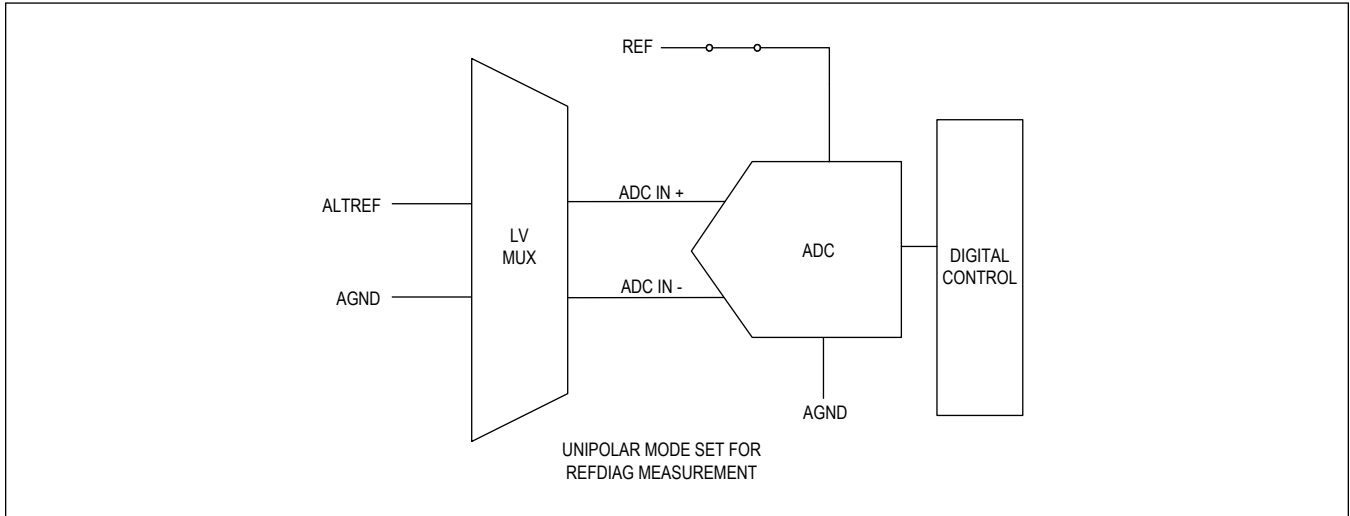 REF
ALTREF
AGND
LV
MUX
ADC IN +
ADC IN -
ADC
AGND
DIGITAL
CONTROL
UNIPOLAR MODE SET FOR
REFDIAG MEASUREMENT